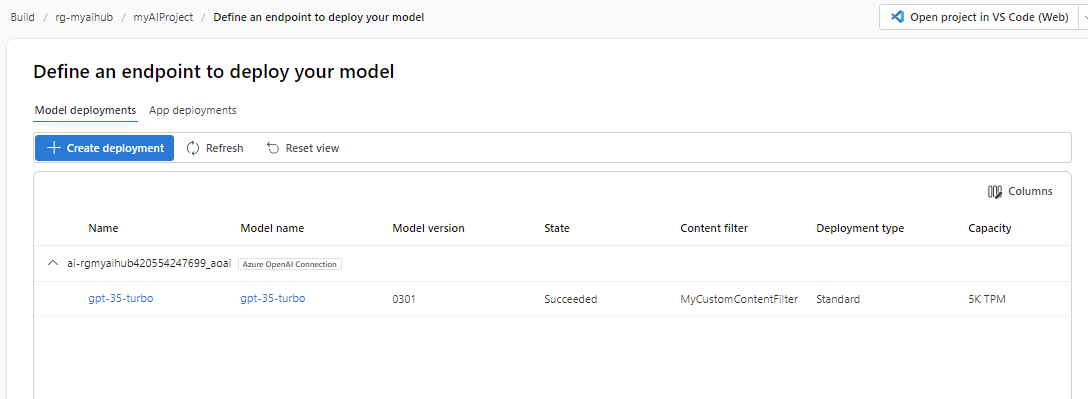 Build / rg-myaihub / myAIProject / Define an endpoint to deploy your model
Open project in VS Code (Web)
Define an endpoint to deploy your model
Model deployments App deployments
Create deployment Refresh Reset view
Columns
Name Model name Model version State Content filter Deployment type Capacity
ai-rgmyaihub420554247699_aoai Azure OpenAI Connection
gpt-35-turbo gpt-35-turbo 0301 Succeeded MyCustomContentFilter Standard 5K TPM